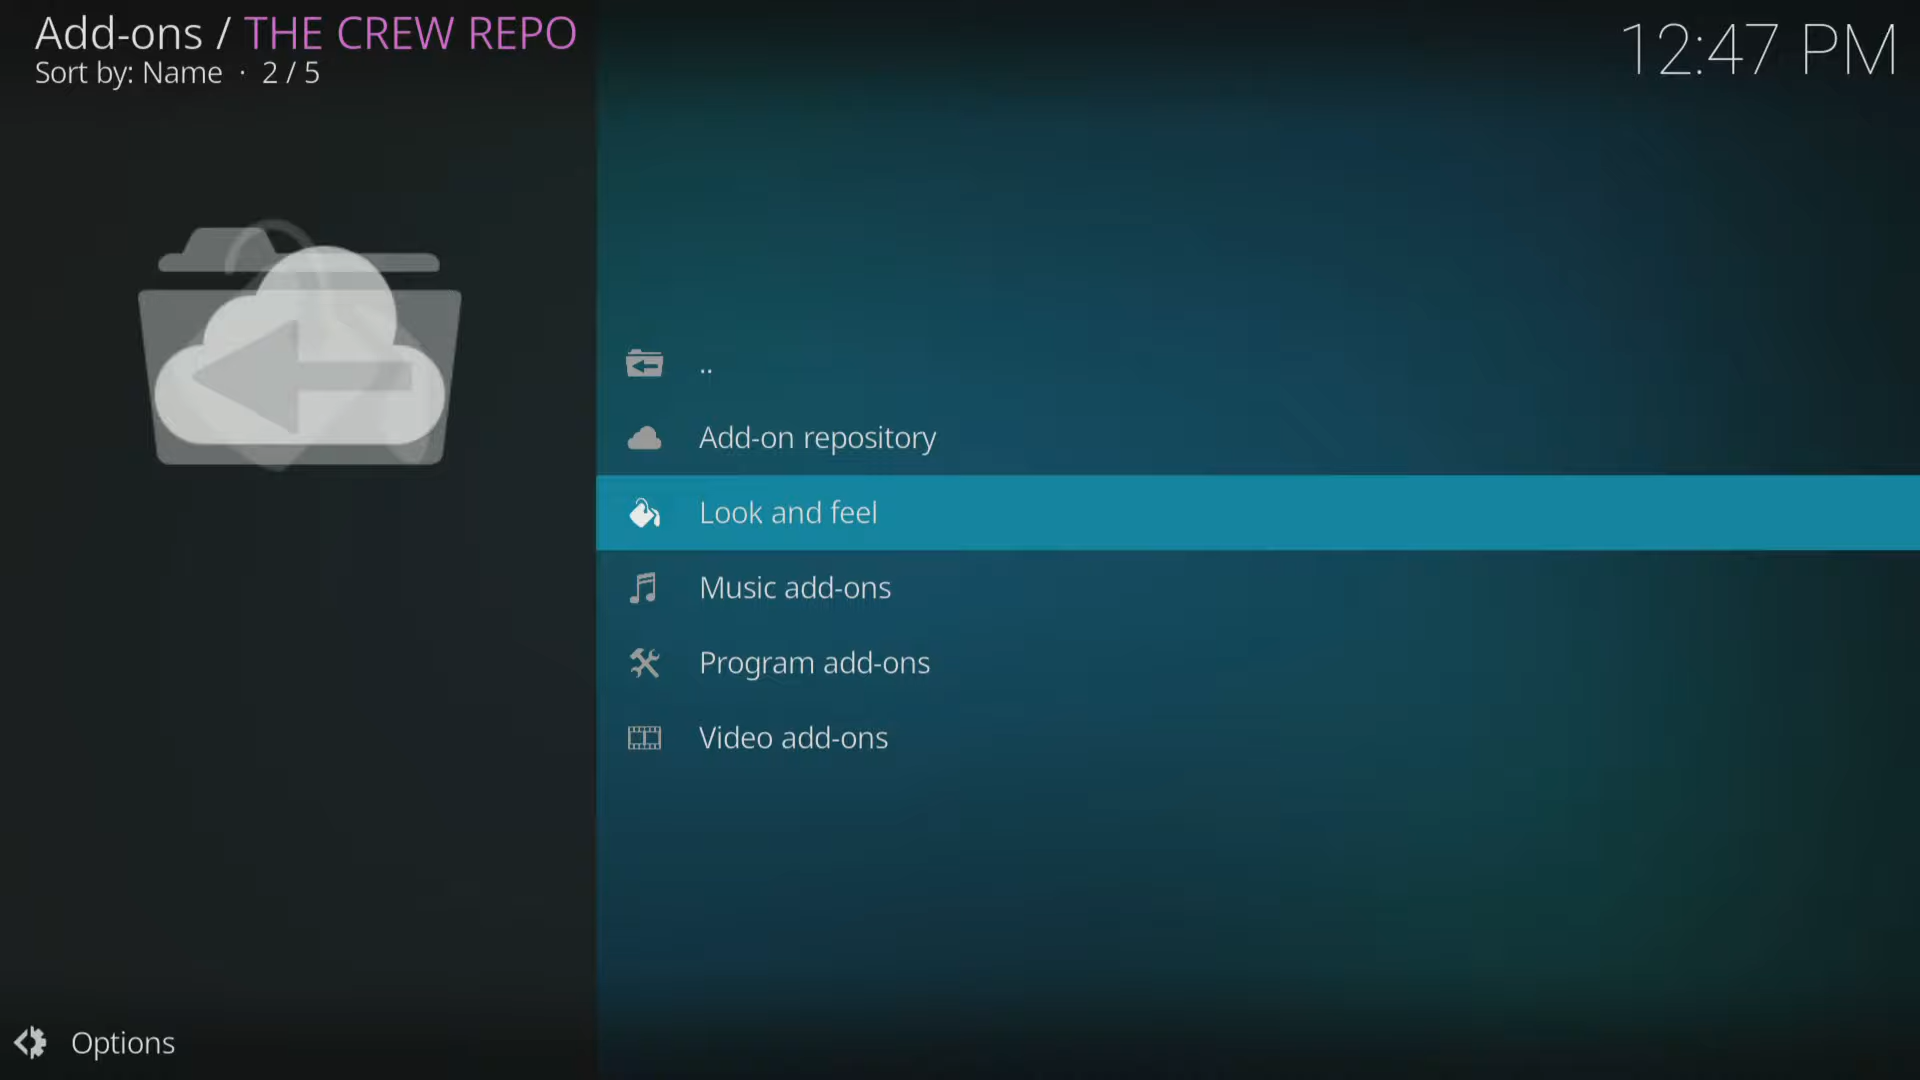 Add-ons / THE CREW REPO
Sort by: Name · 2 / 5
12:47 PM
..
Add-on repository
Look and feel
Music add-ons
Program add-ons
Video add-ons
Options